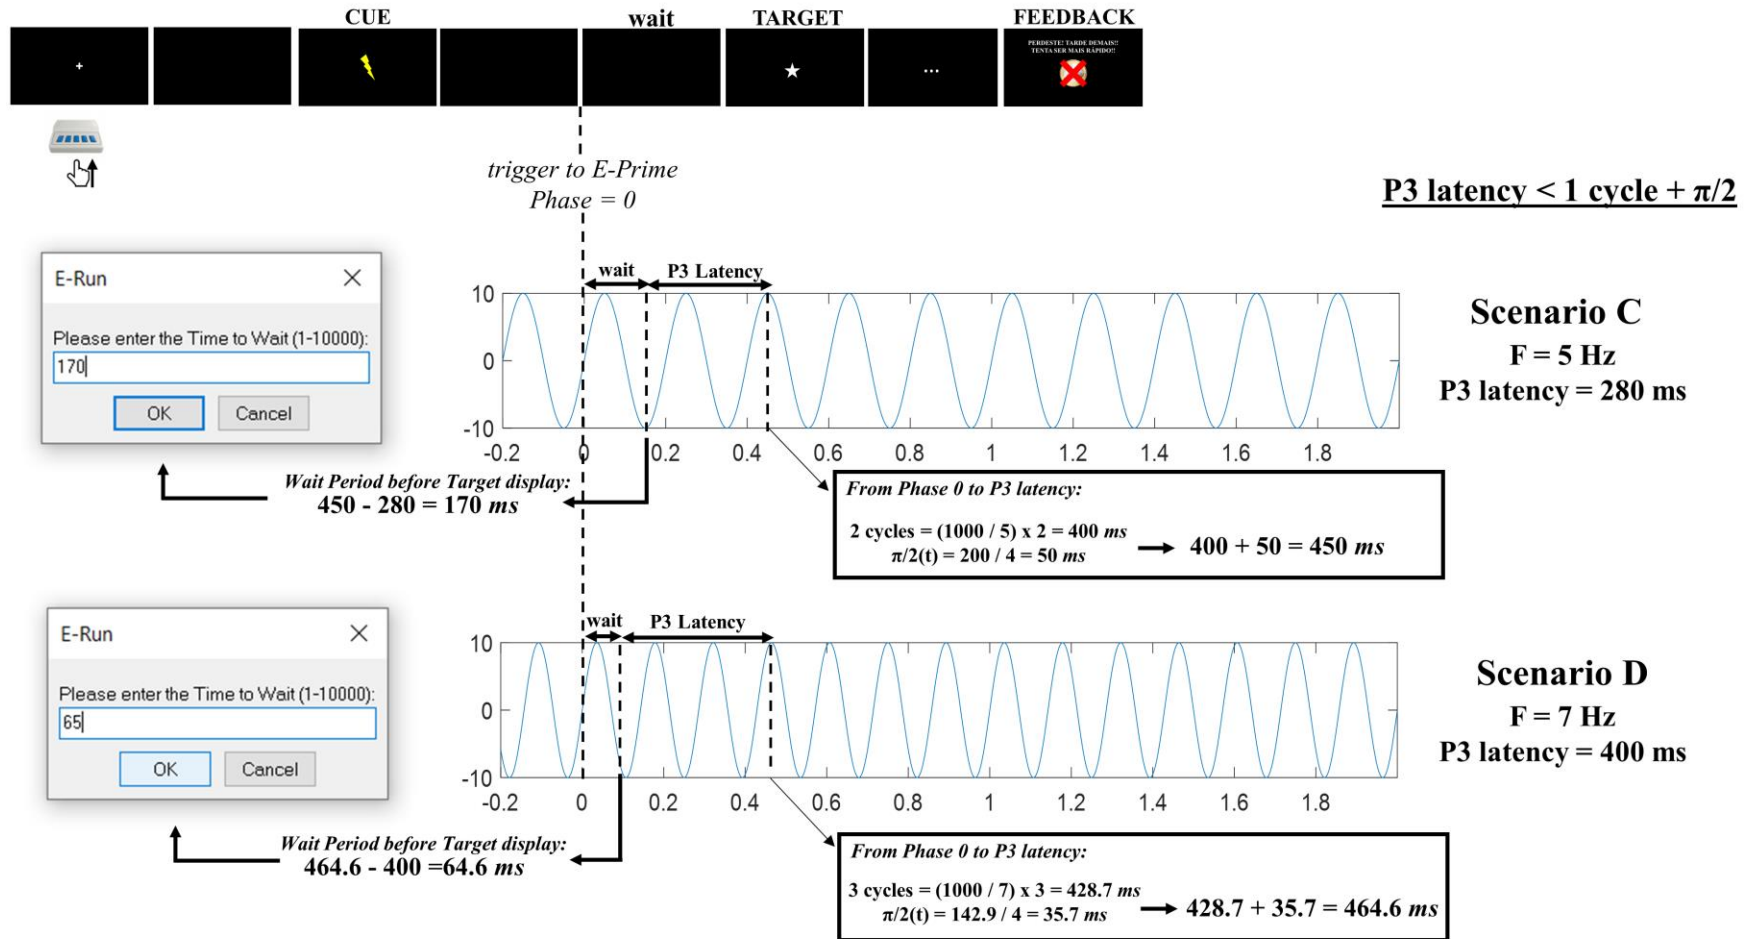 CUE
wait
TARGET
FEEDBACK
+
PERDESTE! TARDE DEMAIS!!
TENTA SER MAIS RÁPIDO!!
...
trigger to E-Prime
Phase = 0
P3 latency < 1 cycle + π/2
E-Run
Please enter the Time to Wait (1-10000):
170
OK
Cancel
wait
P3 Latency
10
0
-10
-0.2
0
0.2
0.4
0.6
0.8
1
1.2
1.4
1.6
1.8
Scenario C
F = 5 Hz
P3 latency = 280 ms
Wait Period before Target display:
450 - 280 = 170 ms
From Phase 0 to P3 latency:
2 cycles = (1000 / 5) x 2 = 400 ms
π/2(t) = 200 / 4 = 50 ms
400 + 50 = 450 ms
E-Run
Please enter the Time to Wait (1-10000):
65
OK
Cancel
wait
P3 Latency
10
0
-10
-0.2
0
0.2
0.4
0.6
0.8
1
1.2
1.4
1.6
1.8
Scenario D
F = 7 Hz
P3 latency = 400 ms
Wait Period before Target display:
464.6 - 400 =64.6 ms
From Phase 0 to P3 latency:
3 cycles = (1000 / 7) x 3 = 428.7 ms
π/2(t) = 142.9 / 4 = 35.7 ms
428.7 + 35.7 = 464.6 ms